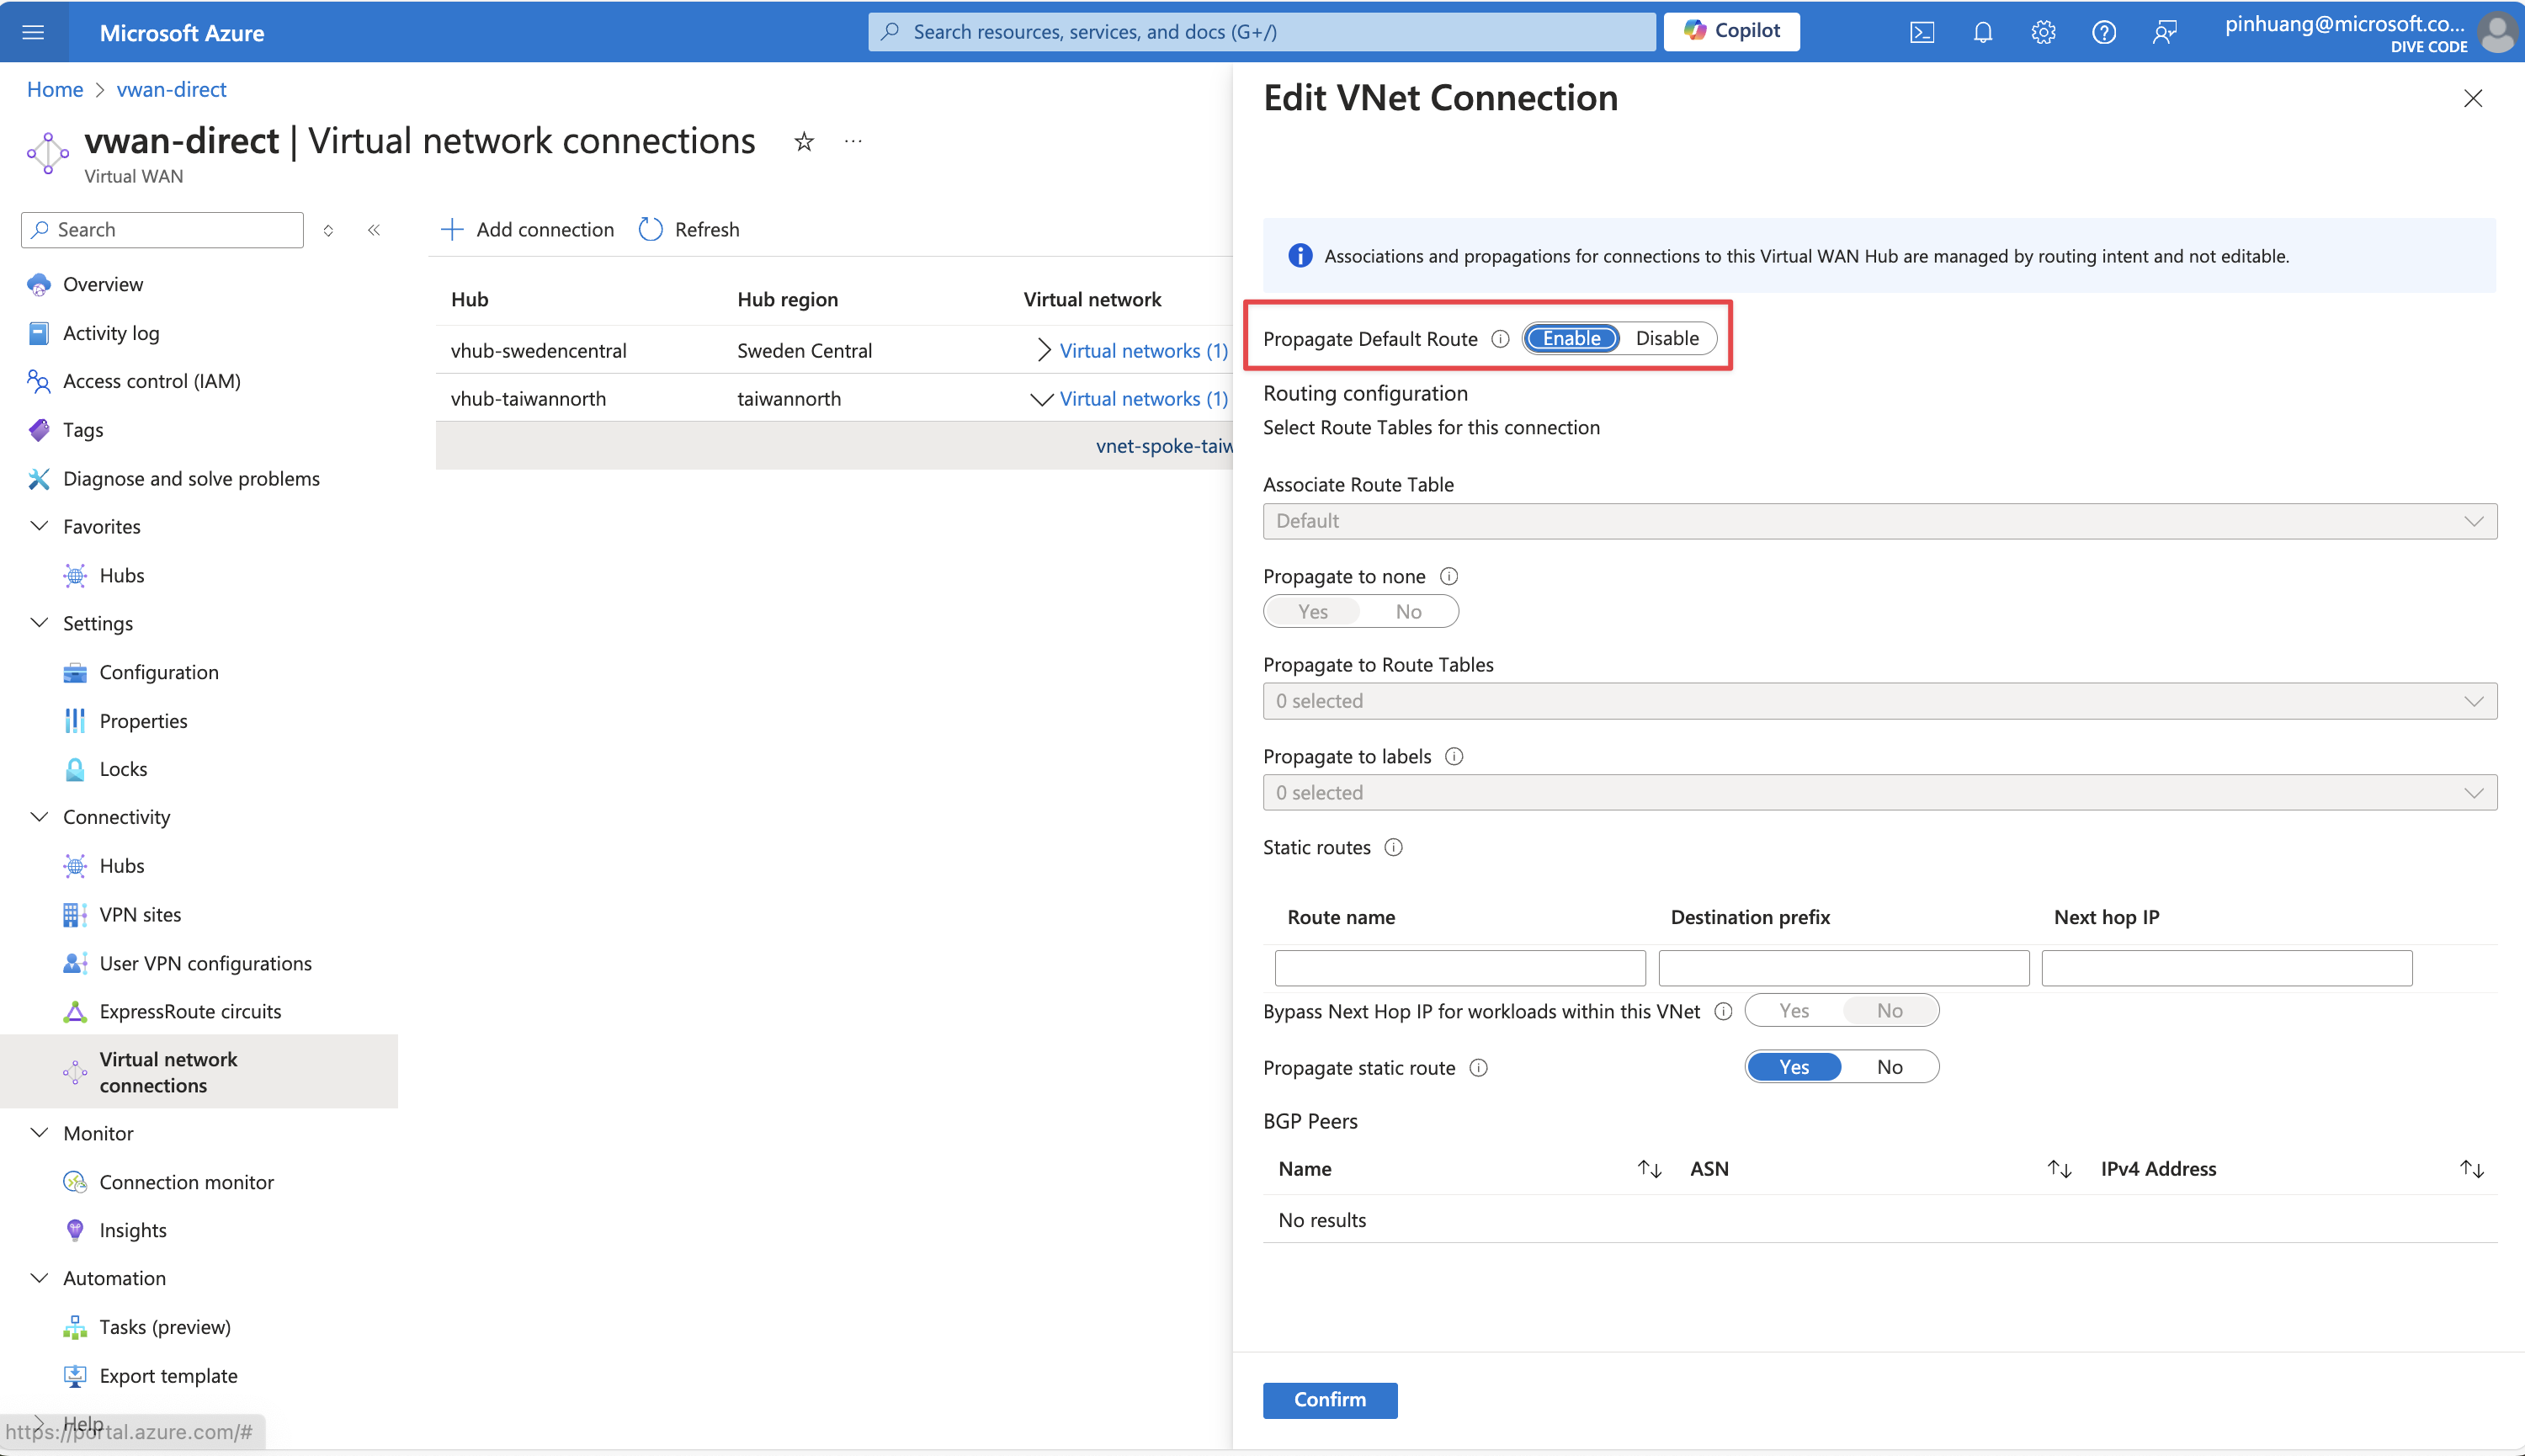 Microsoft Azure
Search resources, services, and docs (G+/)
Copilot
pinhuang@microsoft.co...
DIVE CODE
Home > vwan-direct
vwan-direct | Virtual network connections
Virtual WAN
Search
Overview
Activity log
Access control (IAM)
Tags
Diagnose and solve problems
Favorites
Hubs
Settings
Configuration
Properties
Locks
Connectivity
Hubs
VPN sites
User VPN configurations
ExpressRoute circuits
Virtual network
connections
Monitor
Connection monitor
Insights
Automation
Tasks (preview)
Export template
Help
https://portal.azure.com/#
Add connection Refresh
Hub Hub region Virtual network
vhub-swedencentral Sweden Central Virtual networks (1)
vhub-taiwannorth taiwannorth Virtual networks (1)
vnet-spoke-taiw
Edit VNet Connection
Associations and propagations for connections to this Virtual WAN Hub are managed by routing intent and not editable.
Propagate Default Route Enable Disable
Routing configuration
Select Route Tables for this connection
Associate Route Table
Default
Propagate to none
Yes No
Propagate to Route Tables
0 selected
Propagate to labels
0 selected
Static routes
Route name Destination prefix Next hop IP
Bypass Next Hop IP for workloads within this VNet Yes No
Propagate static route Yes No
BGP Peers
Name ASN IPv4 Address
No results
Confirm